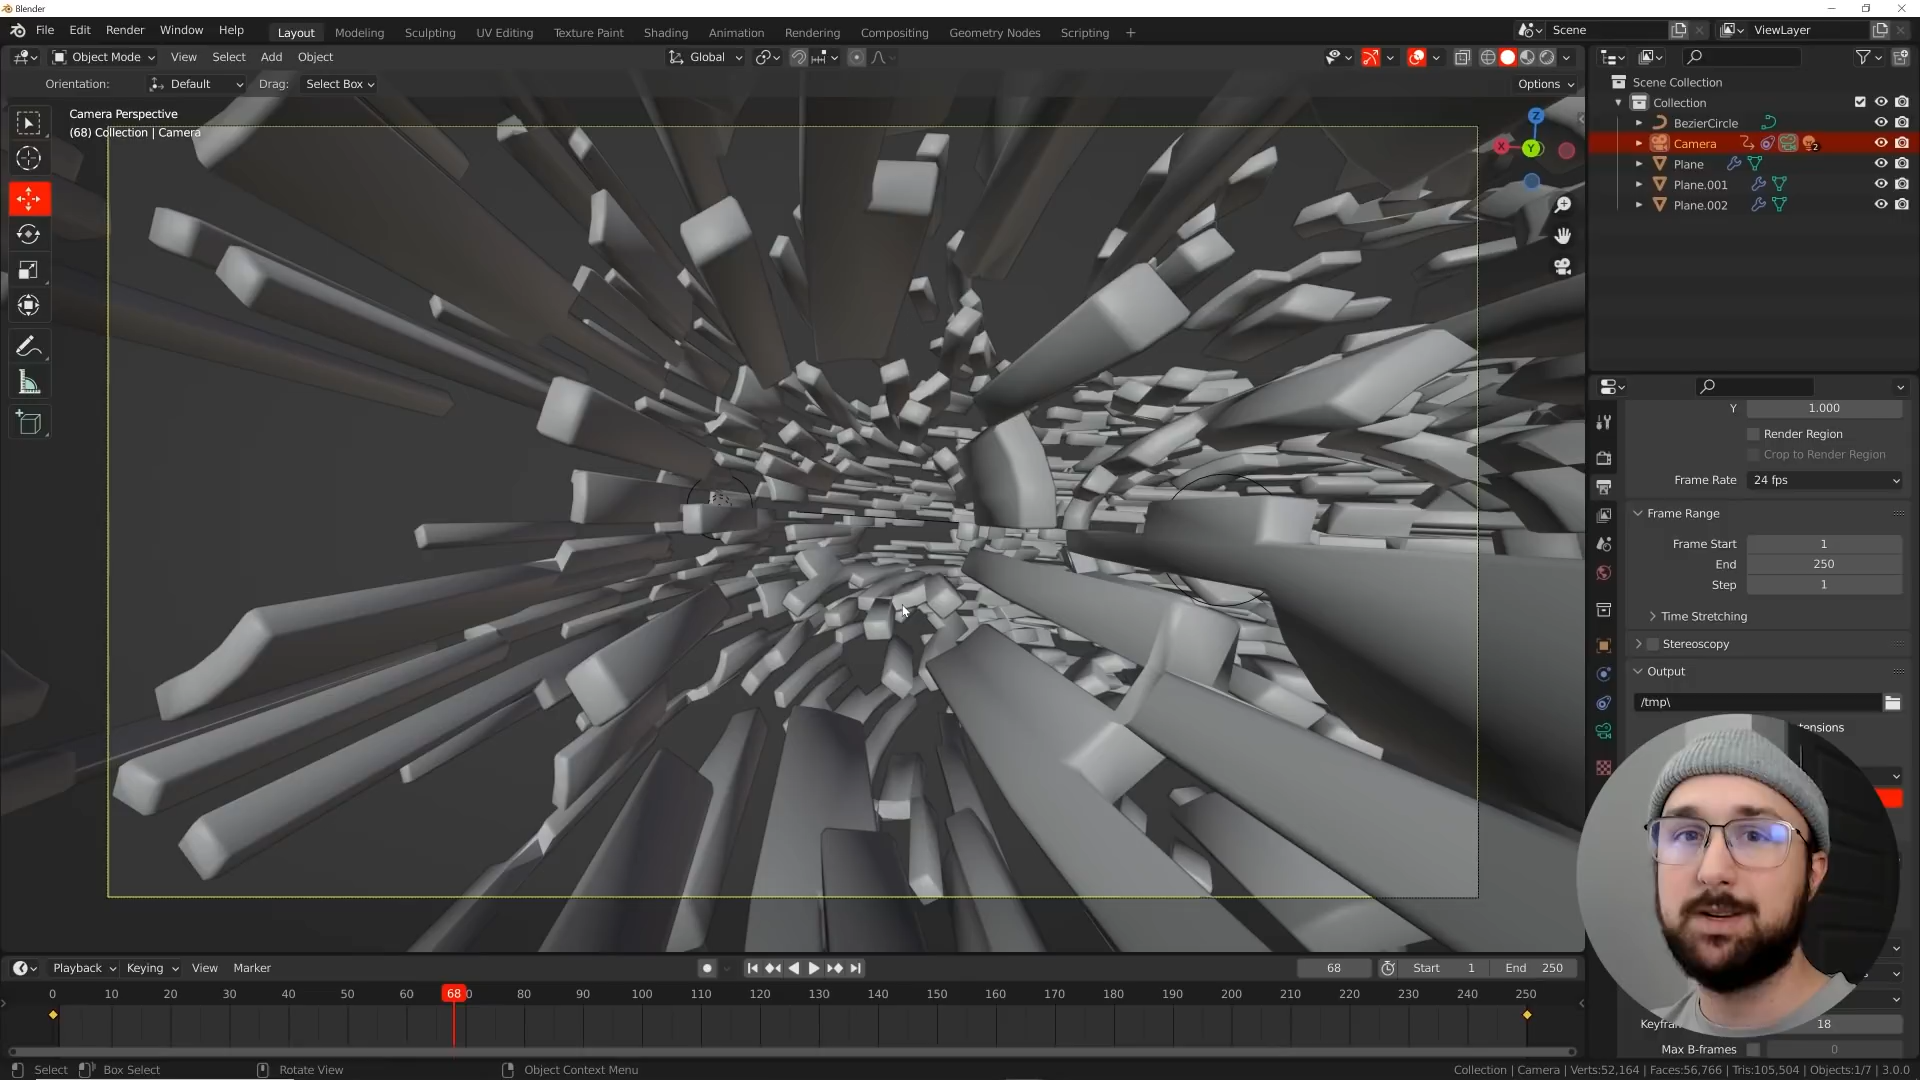 Blender
File Edit Render Window Help
Layout Modeling Sculpting UV Editing Texture Paint Shading Animation Rendering Compositing Geometry Nodes Scripting +
Scene
ViewLayer
Object Mode View Select Add Object
Global
Orientation: Default Drag: Select Box
Options
Camera Perspective
(68) Collection | Camera
Z
X
Y
Scene Collection
Collection
BezierCircle
Camera 2
Plane
Plane.001
Plane.002
Y 1.000
Render Region
Crop to Render Region
Frame Rate 24 fps
Frame Range
Frame Start 1
End 250
Step 1
Time Stretching
Stereoscopy
Output
/tmp\
tensions
18
Max B-frames 0
Playback Keying View Marker
68 Start 1 End 250
0 10 20 30 40 50 60 68 0 80 90 100 110 120 130 140 150 160 170 180 190 200 210 220 230 240 250
Select Box Select Rotate View Object Context Menu
Collection | Camera | Verts:52,164 | Faces:56,766 | Tris:105,504 | Objects:1/7 | 3.0.0